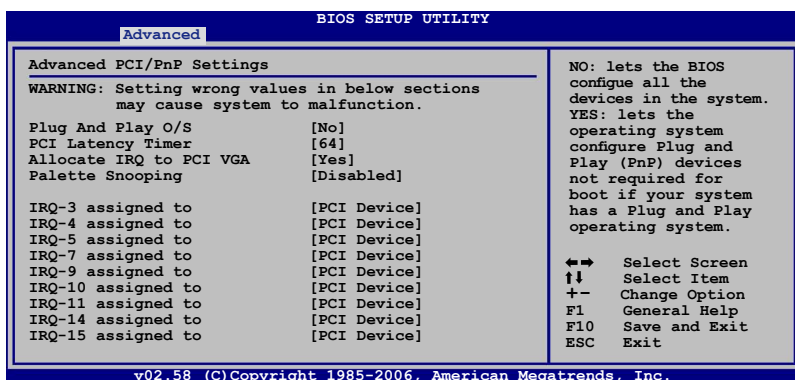 BIOS SETUP UTILITY
Advanced
Advanced PCI/PnP Settings
WARNING: Setting wrong values in below sections
may cause system to malfunction.
Plug And Play O/S [No]
PCI Latency Timer [64]
Allocate IRQ to PCI VGA [Yes]
Palette Snooping [Disabled]
IRQ-3 assigned to [PCI Device]
IRQ-4 assigned to [PCI Device]
IRQ-5 assigned to [PCI Device]
IRQ-7 assigned to [PCI Device]
IRQ-9 assigned to [PCI Device]
IRQ-10 assigned to [PCI Device]
IRQ-11 assigned to [PCI Device]
IRQ-14 assigned to [PCI Device]
IRQ-15 assigned to [PCI Device]
NO: lets the BIOS
configue all the
devices in the system.
YES: lets the
operating system
configure Plug and
Play (PnP) devices
not required for
boot if your system
has a Plug and Play
operating system.
←→ Select Screen
↑↓ Select Item
+- Change Option
F1 General Help
F10 Save and Exit
ESC Exit
v02.58 (C)Copyright 1985-2006, American Megatrends, Inc.